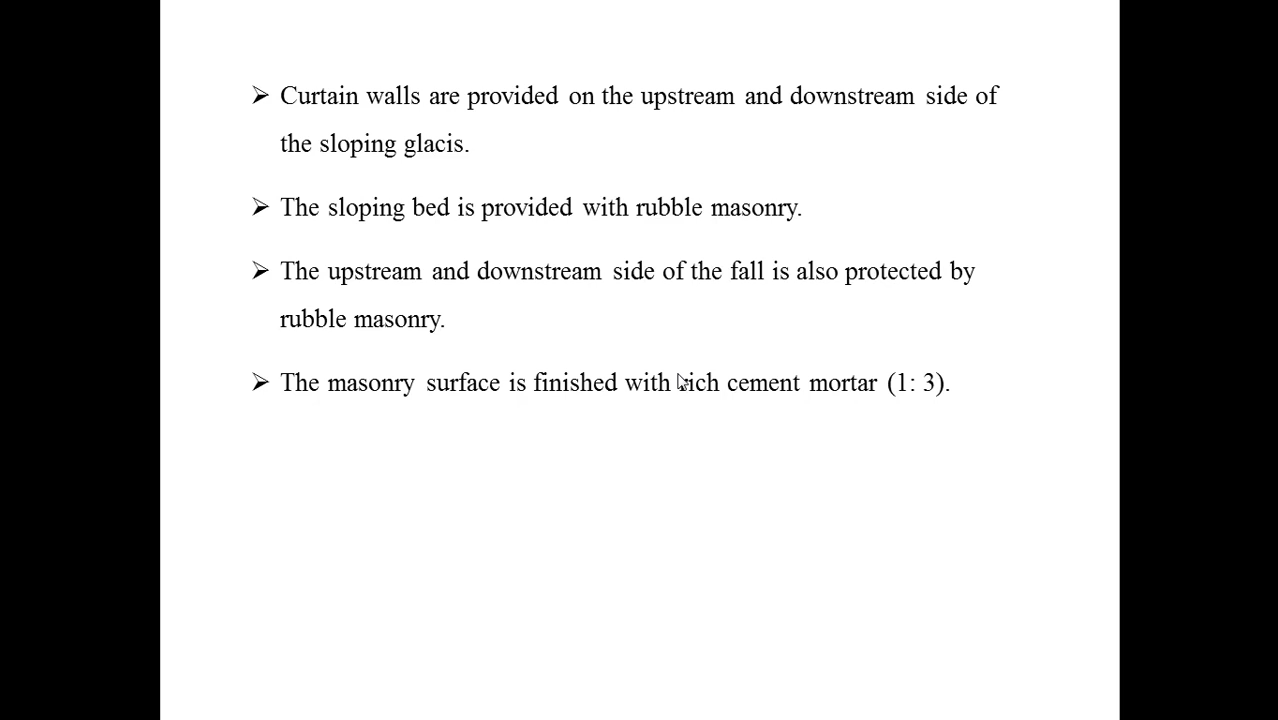 ➢ Curtain walls are provided on the upstream and downstream side of
the sloping glacis.
➢ The sloping bed is provided with rubble masonry.
➢ The upstream and downstream side of the fall is also protected by
rubble masonry.
➢ The masonry surface is finished with rich cement mortar (1: 3).